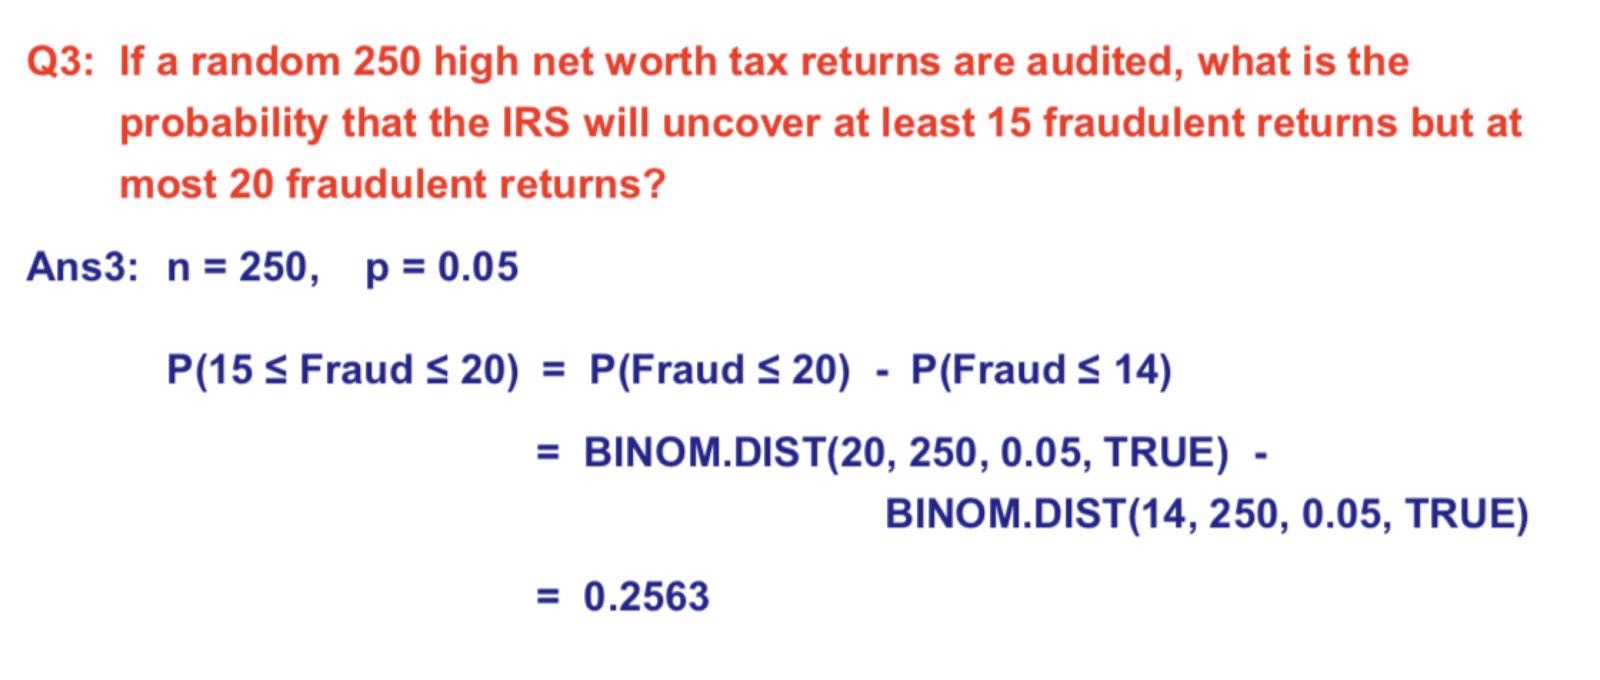 Q3: If a random 250 high net worth tax returns are audited, what is the
probability that the IRS will uncover at least 15 fraudulent returns but at
most 20 fraudulent returns?
Ans3: n = 250, p = 0.05
P(15 ≤ Fraud ≤ 20) = P(Fraud ≤ 20) - P(Fraud ≤ 14)
= BINOM.DIST(20, 250, 0.05, TRUE) -
BINOM.DIST(14, 250, 0.05, TRUE)
= 0.2563